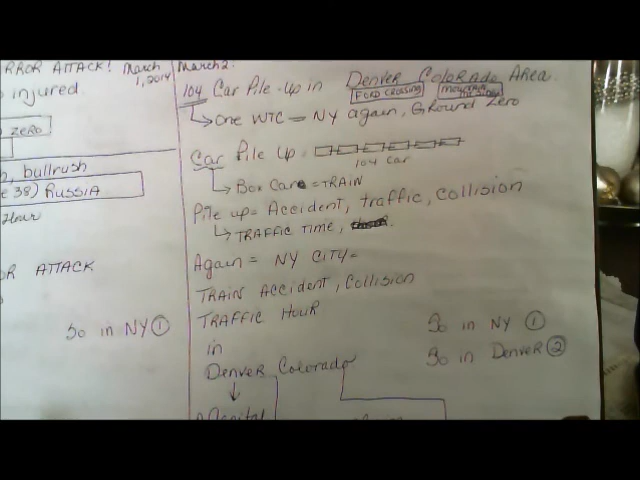 RROR ATTACK! March
1, 2014
injured.
ZERO
, bullrush
e 38) RUSSIA
Hour
OR ATTACK
So in NY ①
March 2.
104 Car Pile-Up in Denver Colorado Area.
FORD CROSSING
One WTC = NY again, Ground Zero
Car Pile Up =
104 car
Box Car = TRAIN
Pile up = Accident, traffic, collision
TRAFFIC TIME,
Again = NY CITY =
TRAIN Accident, Collision
TRAFFIC HOUR
in
Denver Colorado
So in NY ①
So in Denver ②